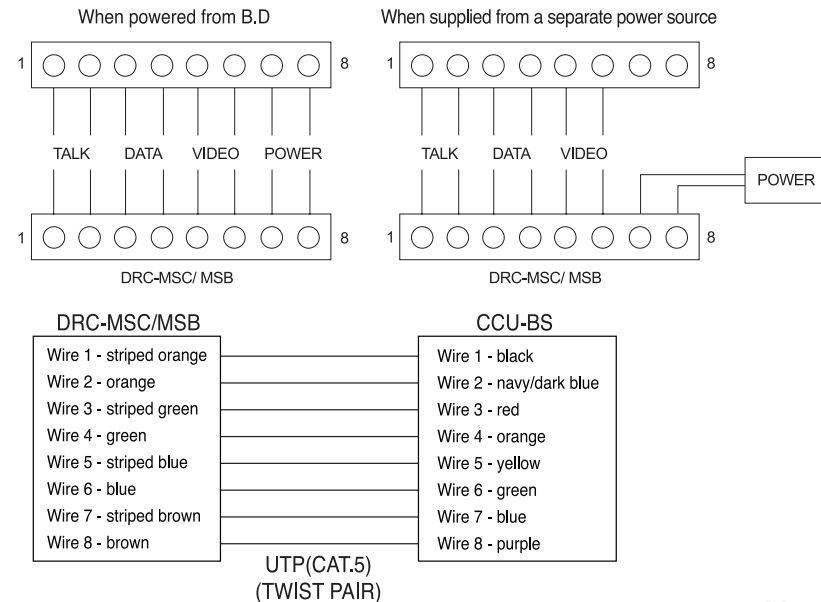 When powered from B.D
When supplied from a separate power source
1 8
1 8
TALK DATA VIDEO POWER
TALK DATA VIDEO
POWER
1 8
1 8
DRC-MSC/ MSB
DRC-MSC/ MSB
DRC-MSC/MSB
Wire 1 - striped orange
Wire 2 - orange
Wire 3 - striped green
Wire 4 - green
Wire 5 - striped blue
Wire 6 - blue
Wire 7 - striped brown
Wire 8 - brown
CCU-BS
Wire 1 - black
Wire 2 - navy/dark blue
Wire 3 - red
Wire 4 - orange
Wire 5 - yellow
Wire 6 - green
Wire 7 - blue
Wire 8 - purple
UTP(CAT.5)
(TWIST PAIR)